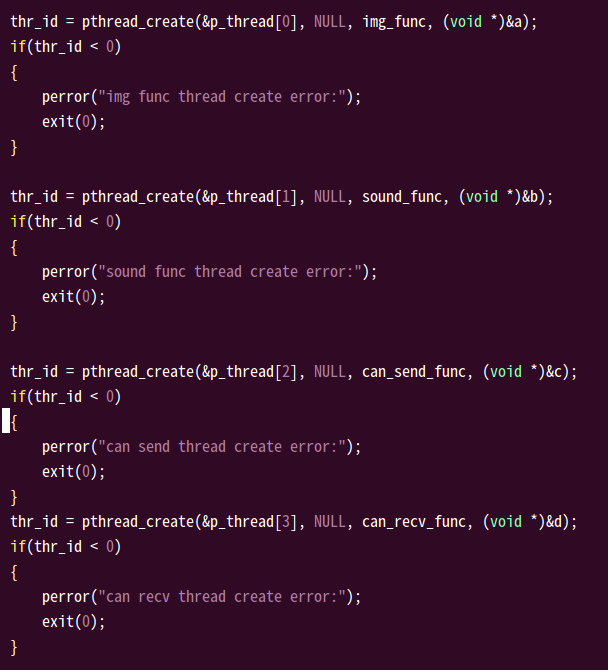 thr_id = pthread_create(&p_thread[0], NULL, img_func, (void *)&a);
if(thr_id < 0)
{
    perror("img func thread create error:");
    exit(0);
}

thr_id = pthread_create(&p_thread[1], NULL, sound_func, (void *)&b);
if(thr_id < 0)
{
    perror("sound func thread create error:");
    exit(0);
}

thr_id = pthread_create(&p_thread[2], NULL, can_send_func, (void *)&c);
if(thr_id < 0)
{
    perror("can send thread create error:");
    exit(0);
}
thr_id = pthread_create(&p_thread[3], NULL, can_recv_func, (void *)&d);
if(thr_id < 0)
{
    perror("can recv thread create error:");
    exit(0);
}